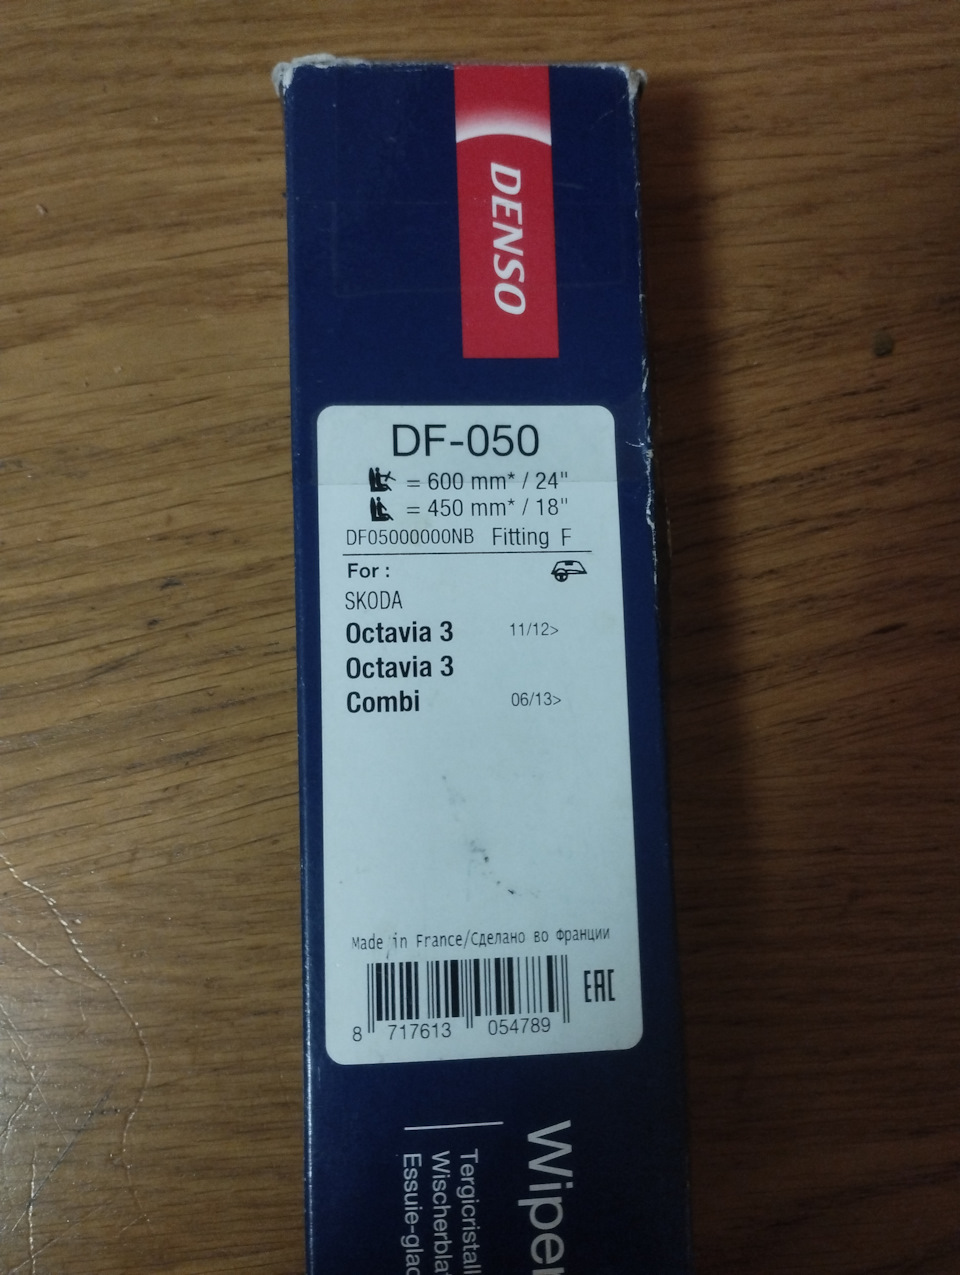 DENSO
DF-050
= 600 mm* / 24"
= 450 mm* / 18"
DF05000000NB Fitting F
For :
SKODA
Octavia 3 11/12>
Octavia 3
Combi 06/13>
Made in France/Сделано во Франции
EAC
8 717613 054789
Wiper
Tergicristall
Wischerbla
Essuie-glac